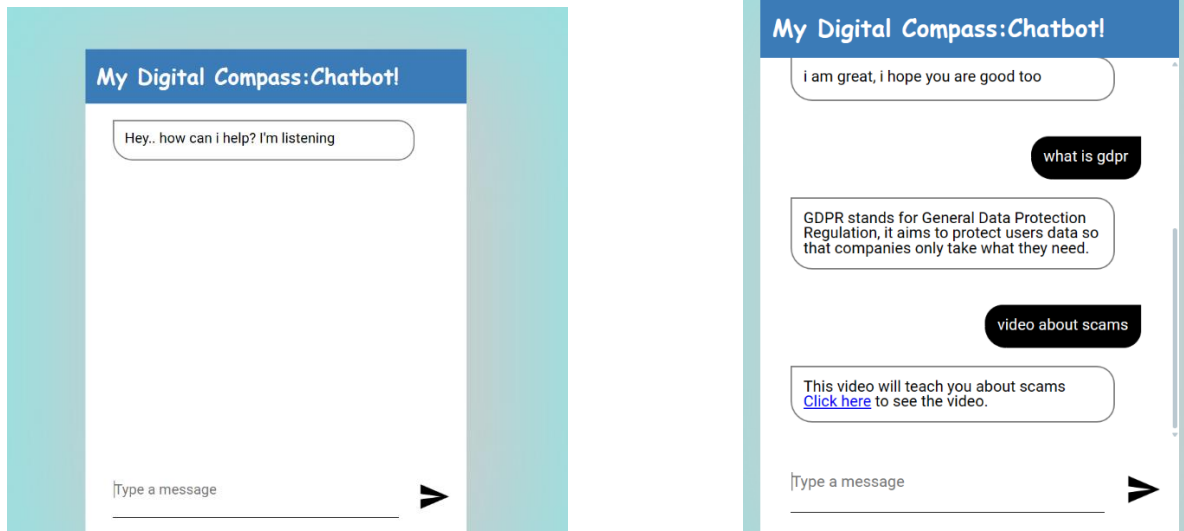 My Digital Compass:Chatbot!
Hey.. how can i help? I'm listening
Type a message
My Digital Compass:Chatbot!
i am great, i hope you are good too
what is gdpr
GDPR stands for General Data Protection
Regulation, it aims to protect users data so
that companies only take what they need.
video about scams
This video will teach you about scams
Click here to see the video.
Type a message